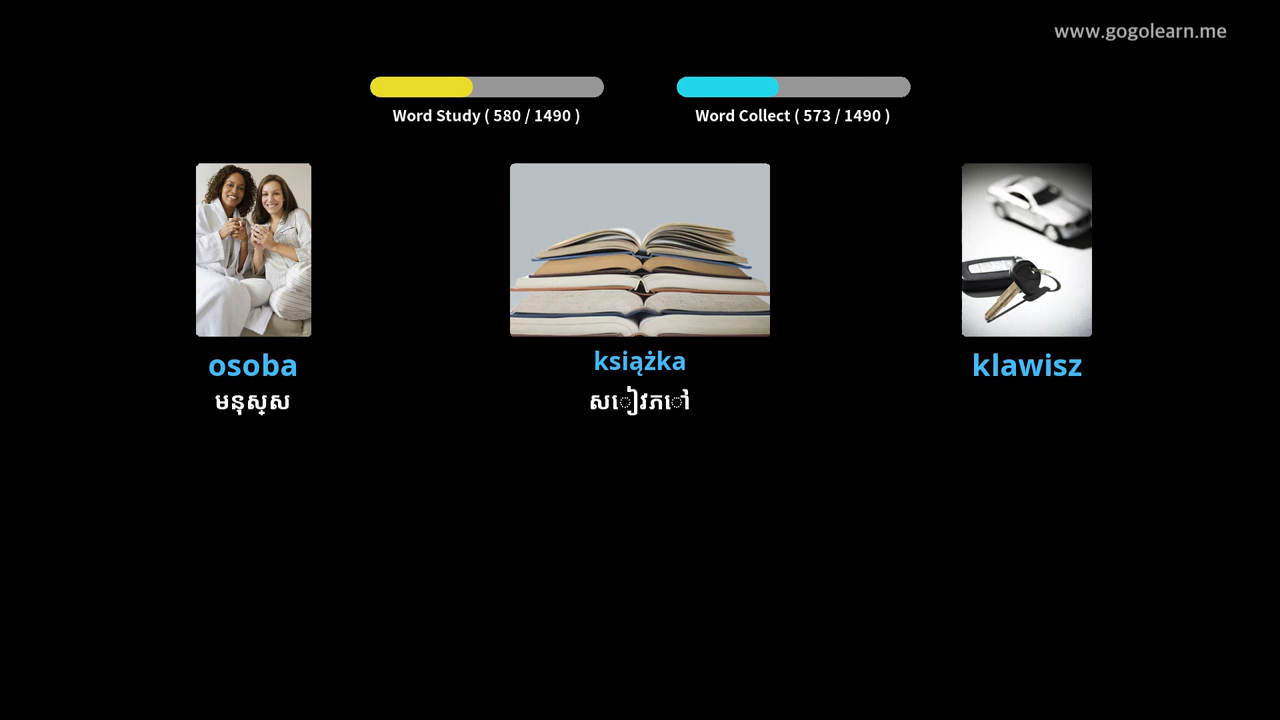 www.gogolearn.me
Word Study ( 580 / 1490 )
Word Collect ( 573 / 1490 )
osoba
książka
klawisz
មនុស្ស
សៀវភៅ